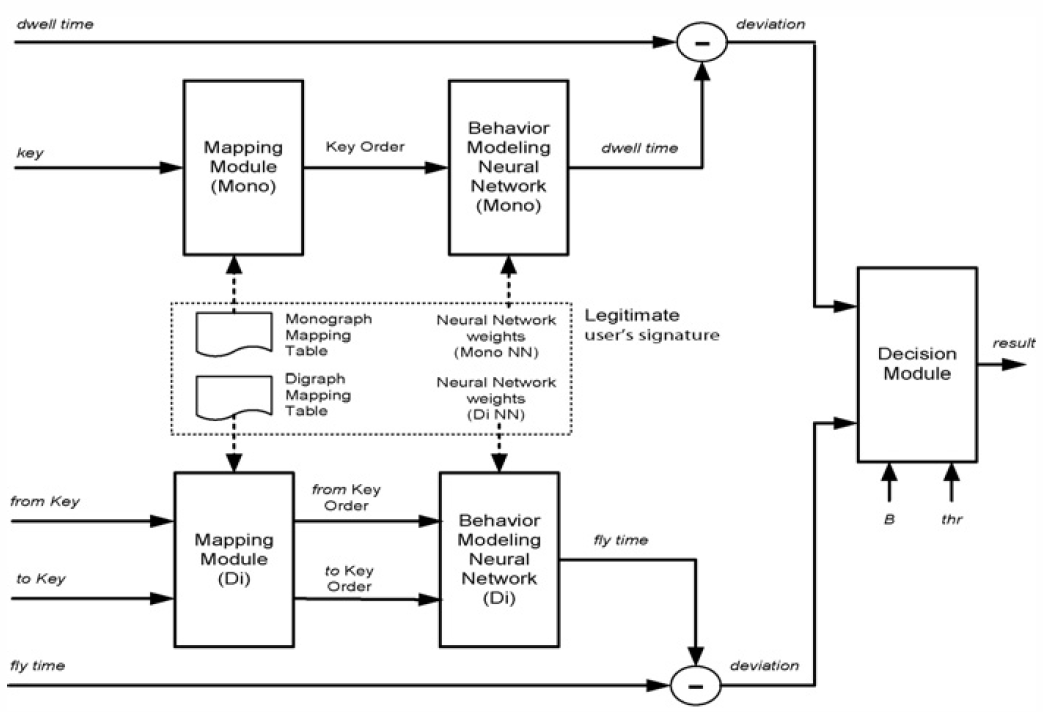 dwell time
deviation
-
key
Mapping
Module
(Mono)
Key Order
Behavior
Modeling
Neural
Network
(Mono)
dwell time
Monograph
Mapping
Table
Neural Network
weights
(Mono NN)
Legitimate
user's signature
Digraph
Mapping
Table
Neural Network
weights
(Di NN)
Decision
Module
result
B
thr
from Key
to Key
Mapping
Module
(Di)
from Key
Order
to Key
Order
Behavior
Modeling
Neural
Network
(Di)
fly time
fly time
-
deviation